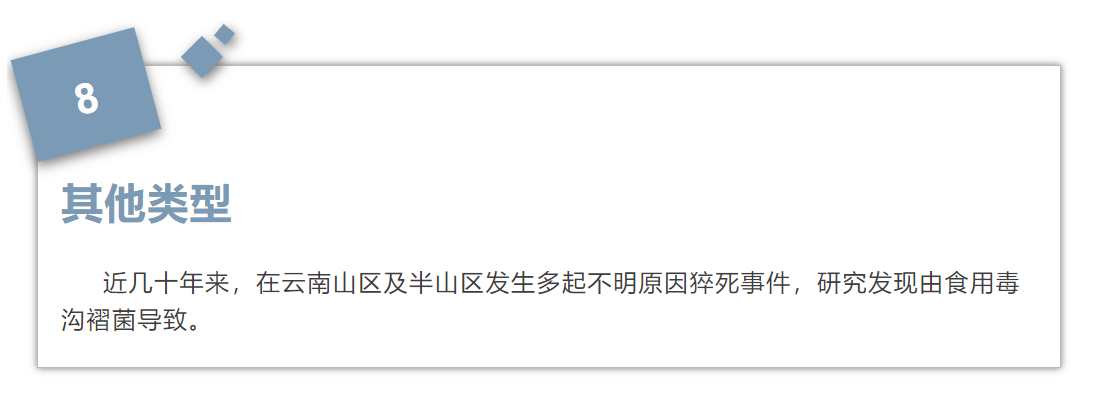 8
其他类型
近几十年来，在云南山区及半山区发生多起不明原因猝死事件，研究发现由食用毒
沟褶菌导致。